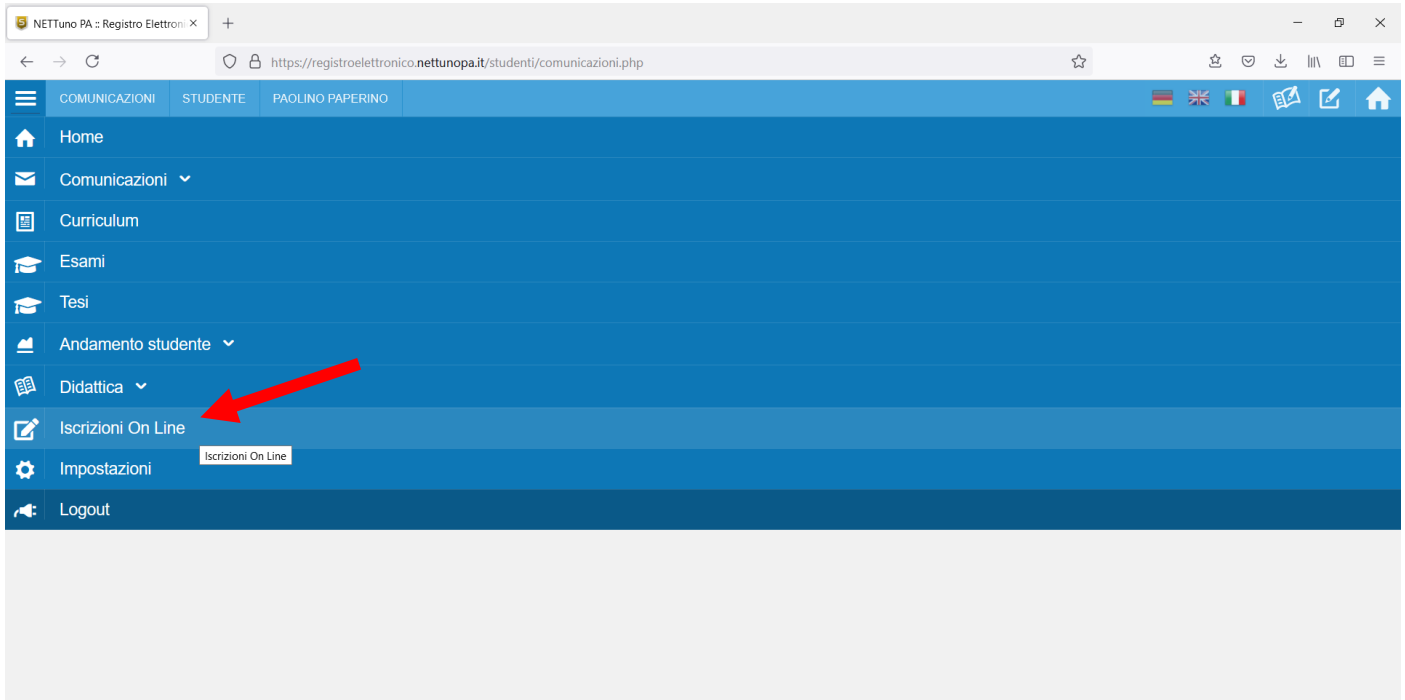 NETTuno PA :: Registro Elettroni
https://registroelettronico.nettunopa.it/studenti/comunicazioni.php
COMUNICAZIONI STUDENTE PAOLINO PAPERINO
Home
Comunicazioni
Curriculum
Esami
Tesi
Andamento studente
Didattica
Iscrizioni On Line
Iscrizioni On Line
Impostazioni
Logout